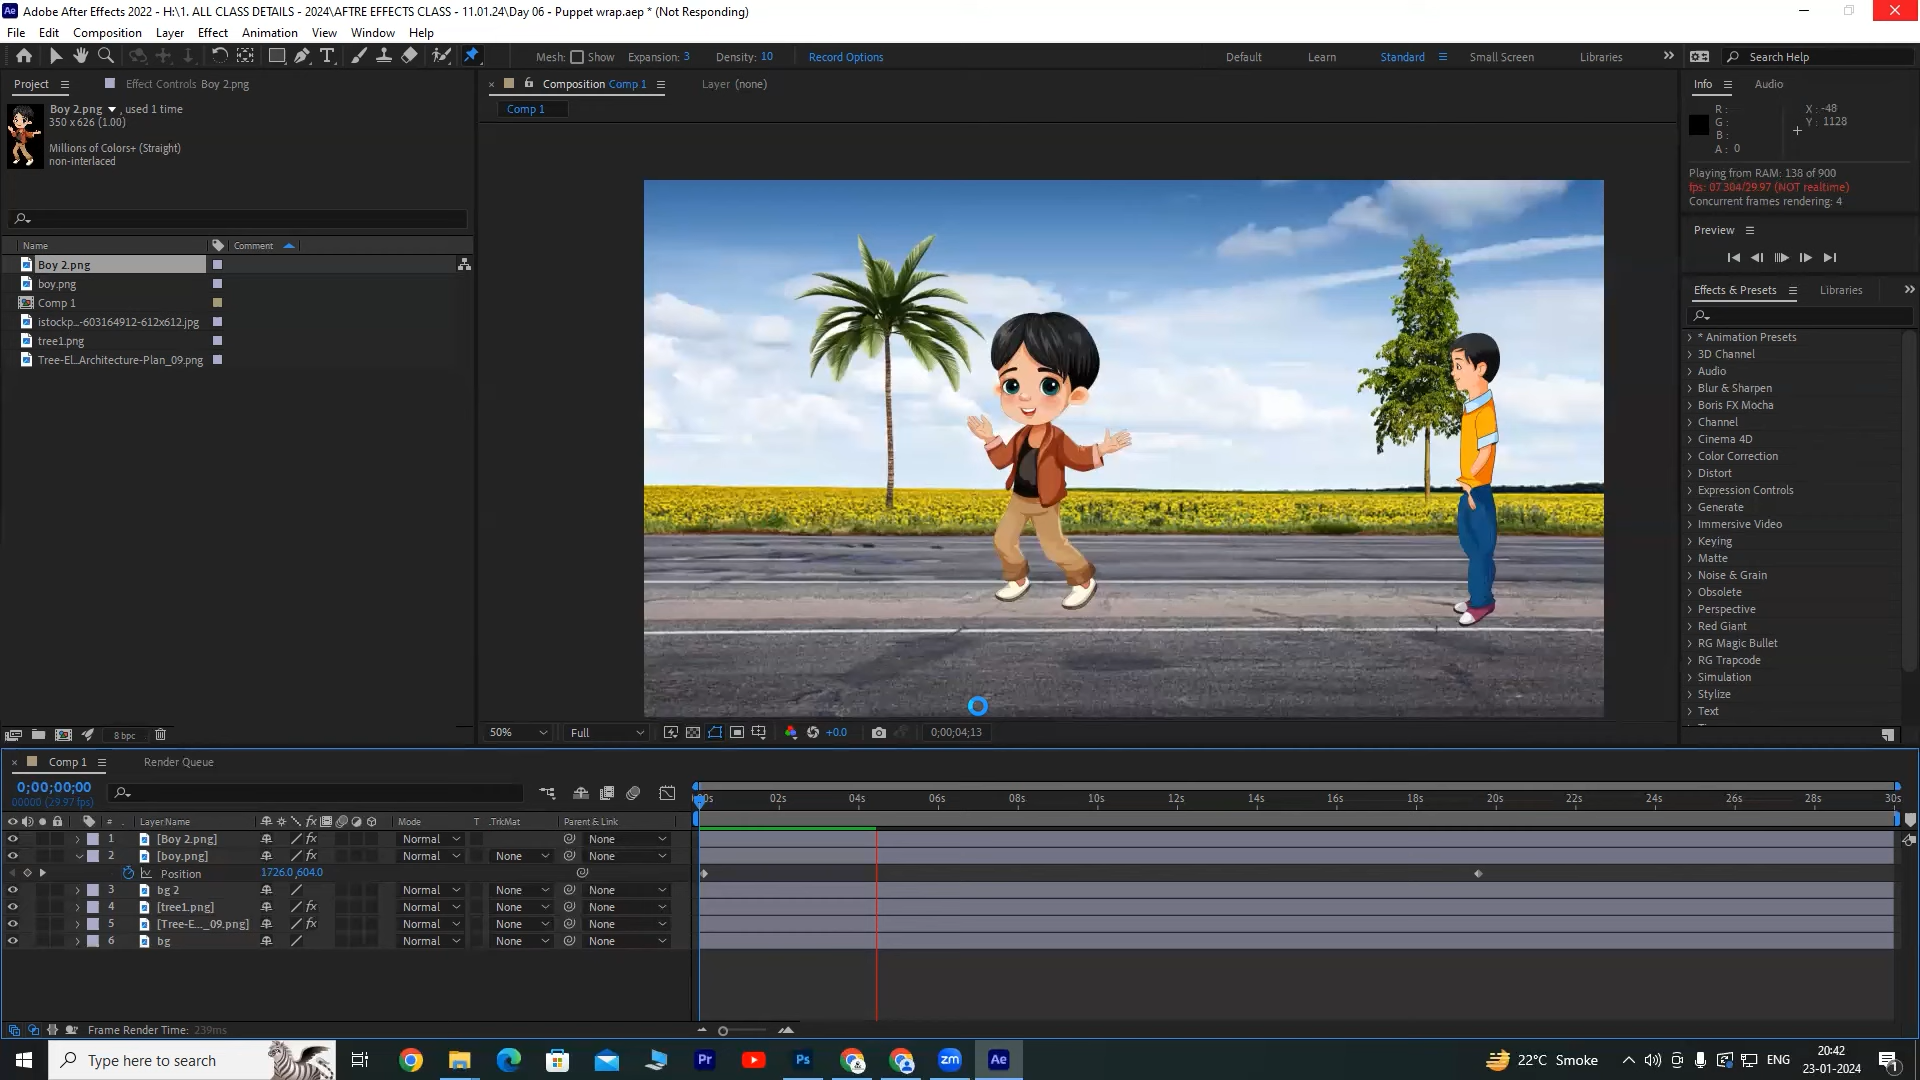 Adobe After Effects 2022 - H:\1. ALL CLASS DETAILS - 2024\AFTRE EFFECTS CLASS - 11.01.24\Day 06 - Puppet wrap.aep * (Not Responding)
File Edit Composition Layer Effect Animation View Window Help
Mesh: Show Expansion: 3 Density: 10 Record Options Default Learn Standard Small Screen Libraries Search Help
Project Effect Controls Boy 2.png
Composition Comp 1 Layer (none)
Info Audio
Boy 2.png , used 1 time
350 x 626 (1.00)
Millions of Colors+ (Straight)
non-interlaced
Comp 1
R :
G :
B :
A : 0
X : -48
Y : 1128
Playing from RAM: 138 of 900
fps: 07.304/29.97 (NOT realtime)
Concurrent frames rendering: 4
Preview
Effects & Presets Libraries
Name Comment
Boy 2.png
boy.png
Comp 1
istockp...-603164912-612x612.jpg
tree1.png
Tree-El...Architecture-Plan_09.png
* Animation Presets
3D Channel
Audio
Blur & Sharpen
Boris FX Mocha
Channel
Cinema 4D
Color Correction
Distort
Expression Controls
Generate
Immersive Video
Keying
Matte
Noise & Grain
Obsolete
Perspective
Red Giant
RG Magic Bullet
RG Trapcode
Simulation
Stylize
Text
8 bpc
50% Full +0.0 0;00;04;13
Comp 1 Render Queue
0;00;00;00
00000 (29.97 fps)
02s 04s 06s 08s 10s 12s 14s 16s 18s 20s 22s 24s 26s 28s 30s
# Layer Name fx Mode T .TrkMat Parent & Link
1 [Boy 2.png] fx Normal None
2 [boy.png] fx Normal None None
Position 1726.0,604.0
3 bg 2 Normal None None
4 [tree1.png] fx Normal None None
5 [Tree-E..._09.png] fx Normal None None
6 bg Normal None None
Frame Render Time: 239ms
Type here to search
Pr Ps zm Ae
22°C Smoke
ENG
20:42
23-01-2024
1